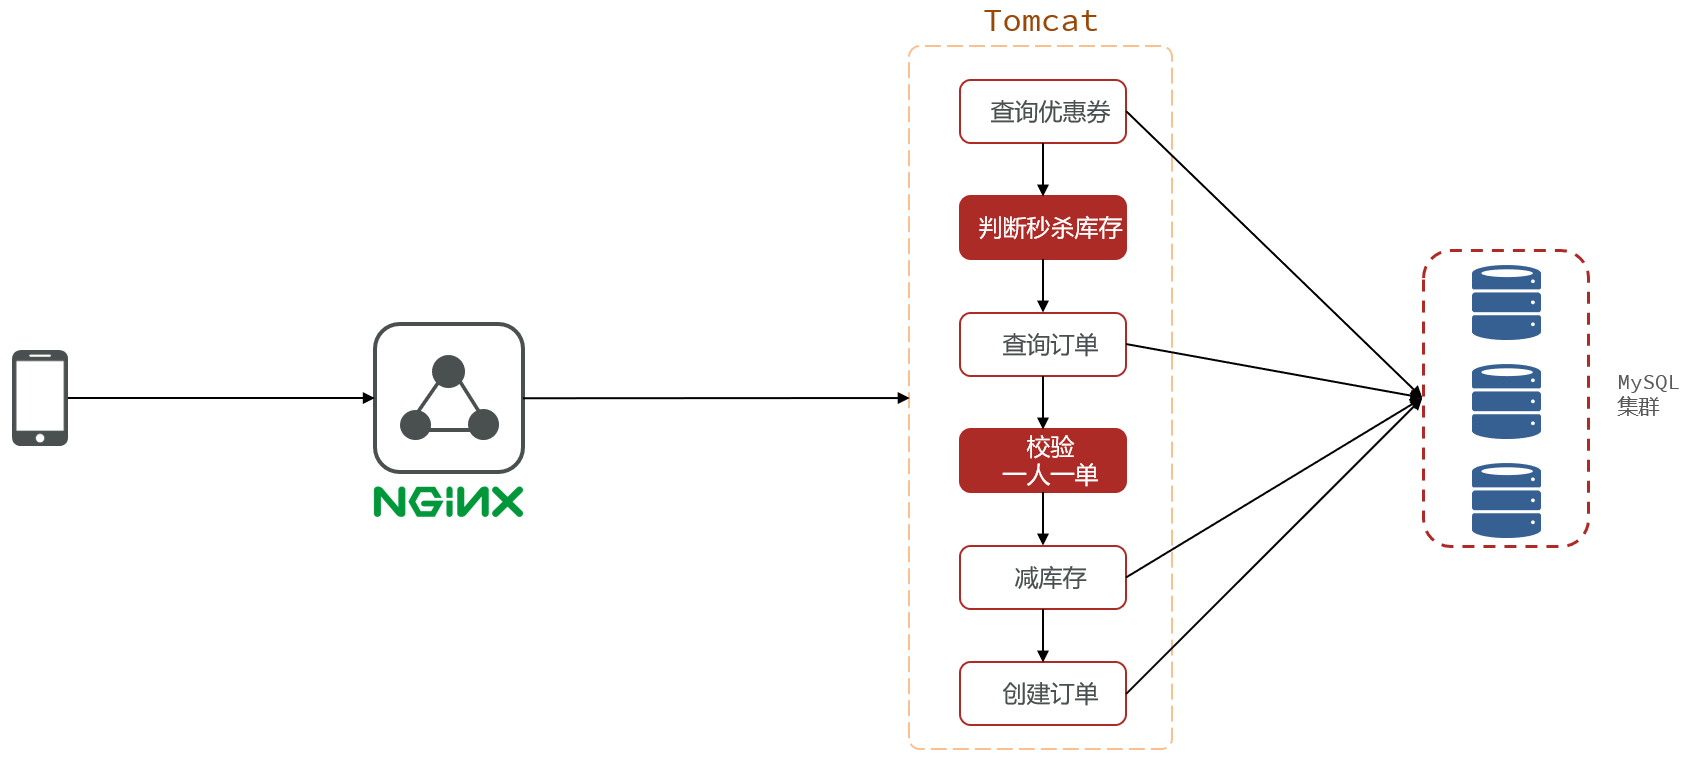 Tomcat
查询优惠券
判断秒杀库存
查询订单
校验
一人一单
减库存
创建订单
NGiNX
MySQL
集群